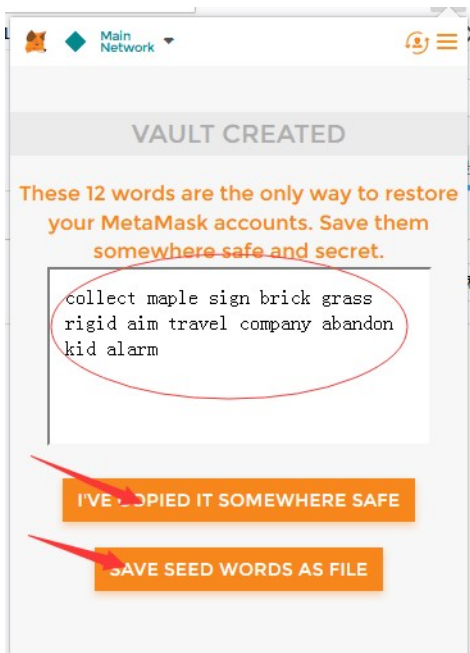 Main
Network
VAULT CREATED
These 12 words are the only way to restore
your MetaMask accounts. Save them
somewhere safe and secret.
collect maple sign brick grass
rigid aim travel company abandon
kid alarm
I'VE COPIED IT SOMEWHERE SAFE
SAVE SEED WORDS AS FILE